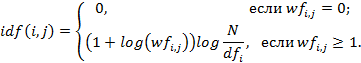 idf(i,j) = { 0, если wf_{i,j} = 0;
(1 + log(wf_{i,j})) log N/df_i, если wf_{i,j} ≥ 1.